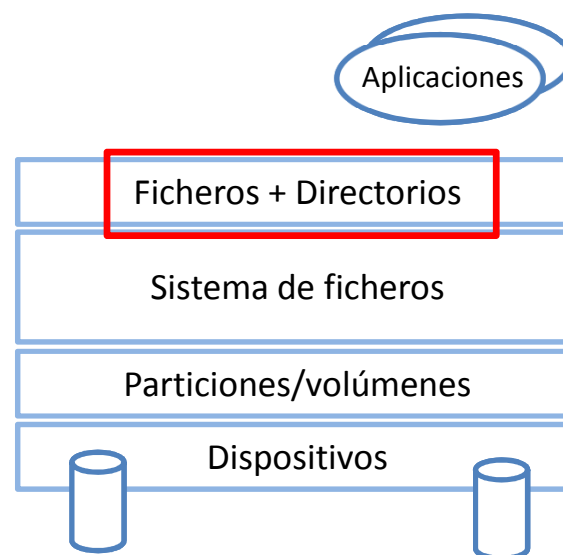 Aplicaciones
Ficheros + Directorios
Sistema de ficheros
Particiones/volúmenes
Dispositivos